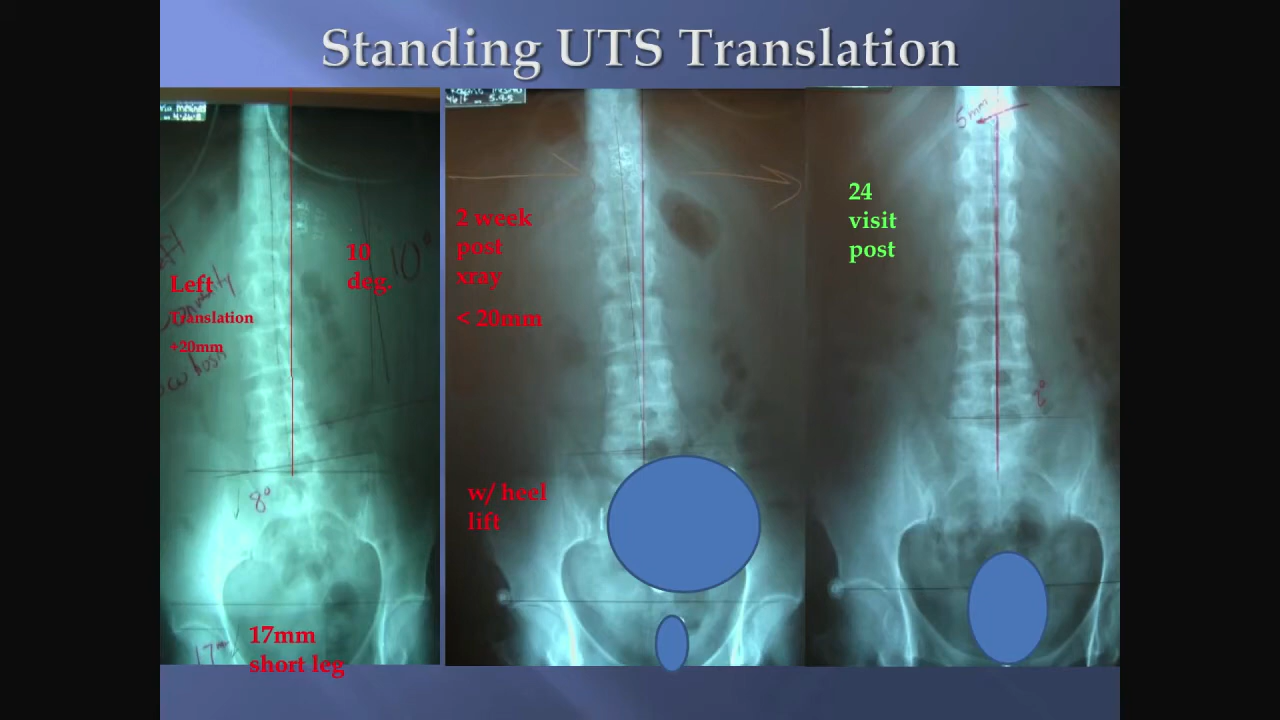 Standing UTS Translation
10
deg.
10°
Left
Translation
+20mm
8°
17mm
short leg
2 week
post
xray
< 20mm
w/ heel
lift
5mm
24
visit
post
2°